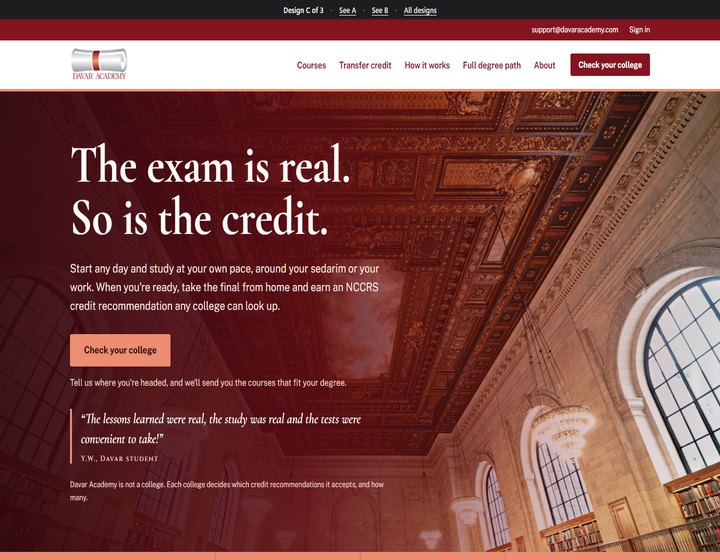 Design C of 3 · See A · See B · All designs
support@davaracademy.com Sign in
DAVAR ACADEMY
Courses Transfer credit How it works Full degree path About Check your college
The exam is real.
So is the credit.
Start any day and study at your own pace, around your sedarim or your
work. When you're ready, take the final from home and earn an NCCRS
credit recommendation any college can look up.
Check your college
Tell us where you're headed, and we'll send you the courses that fit your degree.
“The lessons learned were real, the study was real and the tests were
convenient to take!”
Y.W., Davar student
Davar Academy is not a college. Each college decides which credit recommendations it accepts, and how
many.